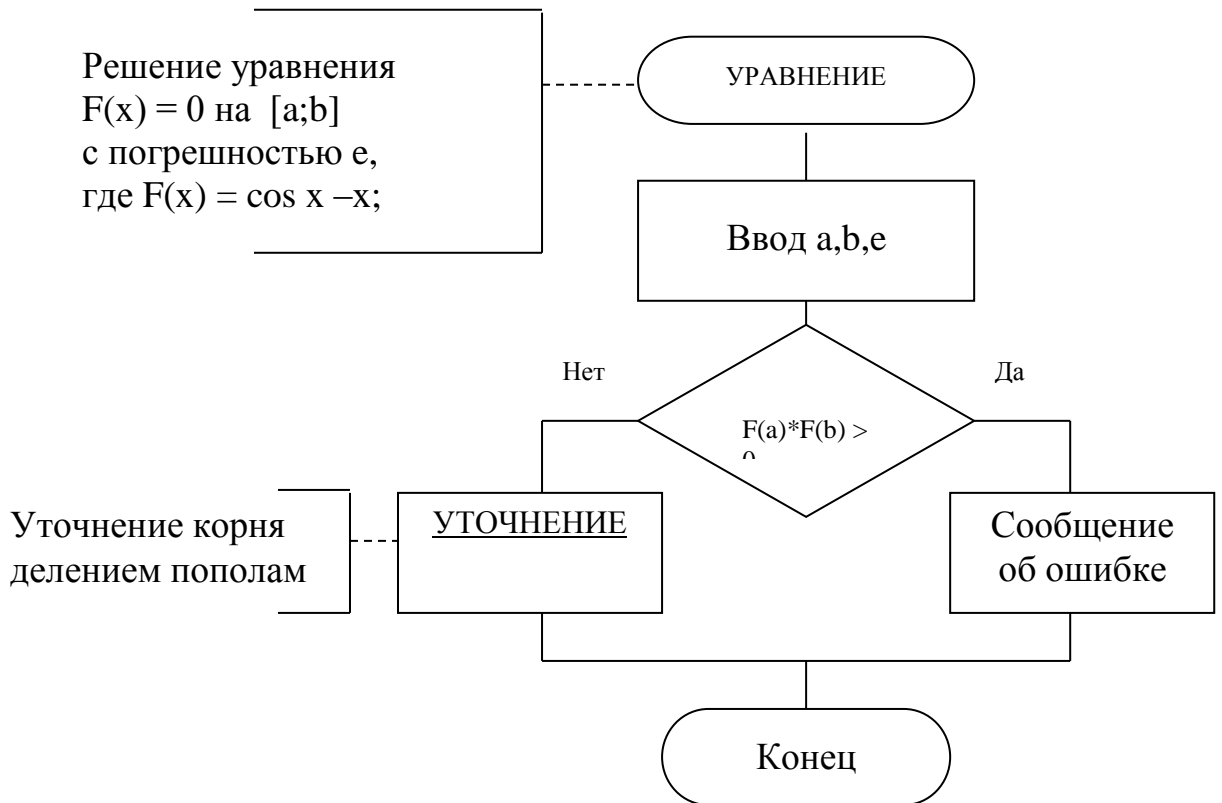 Решение уравнения
F(x) = 0 на [a;b]
с погрешностью е,
где F(x) = cos x –x;
УРАВНЕНИЕ
Ввод a,b,e
Нет
Да
F(a)*F(b) >
Уточнение корня
делением пополам
УТОЧНЕНИЕ
Сообщение
об ошибке
Конец